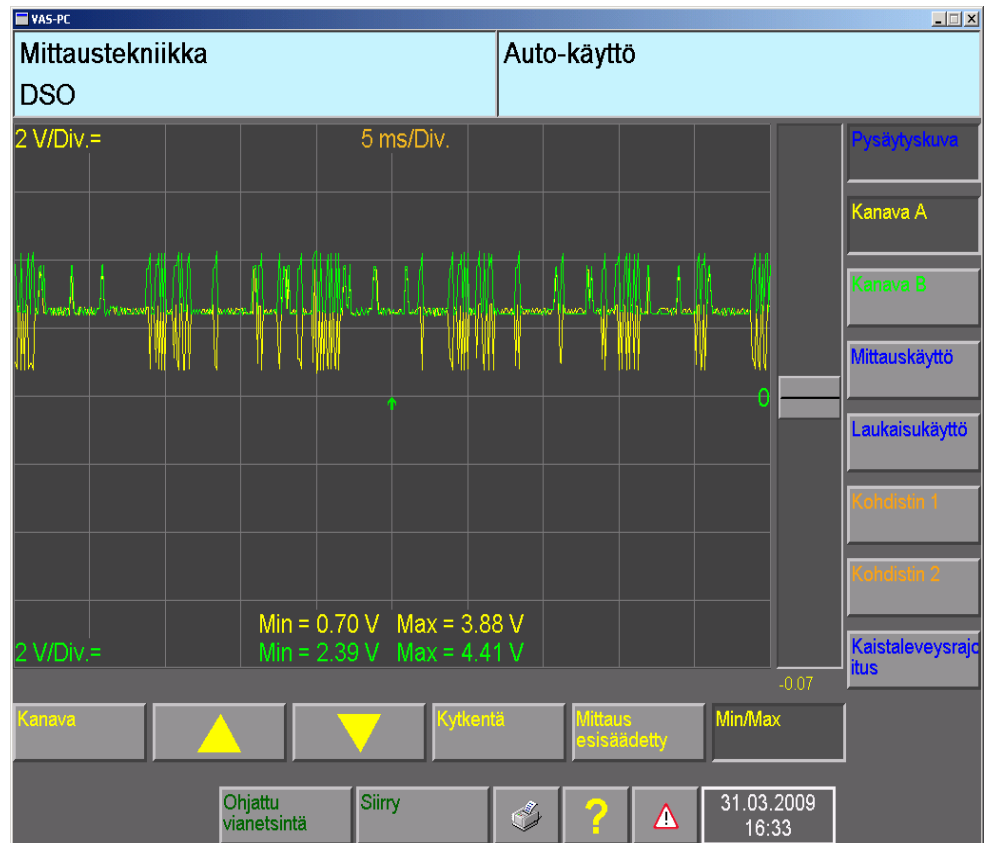 VAS-PC
Mittaustekniikka
DSO
Auto-käyttö
2 V/Div.=
5 ms/Div.
Pysäytyskuva
Kanava A
Kanava B
Mittauskäyttö
Laukaisukäyttö
0
Kohdistin 1
Kohdistin 2
Min = 0.70 V Max = 3.88 V
2 V/Div.=
Min = 2.39 V Max = 4.41 V
Kaistaleveysrajo
itus
-0.07
Kanava
Kytkentä
Mittaus
esisäädetty
Min/Max
Ohjattu
vianetsintä
Siirry
?
31.03.2009
16:33